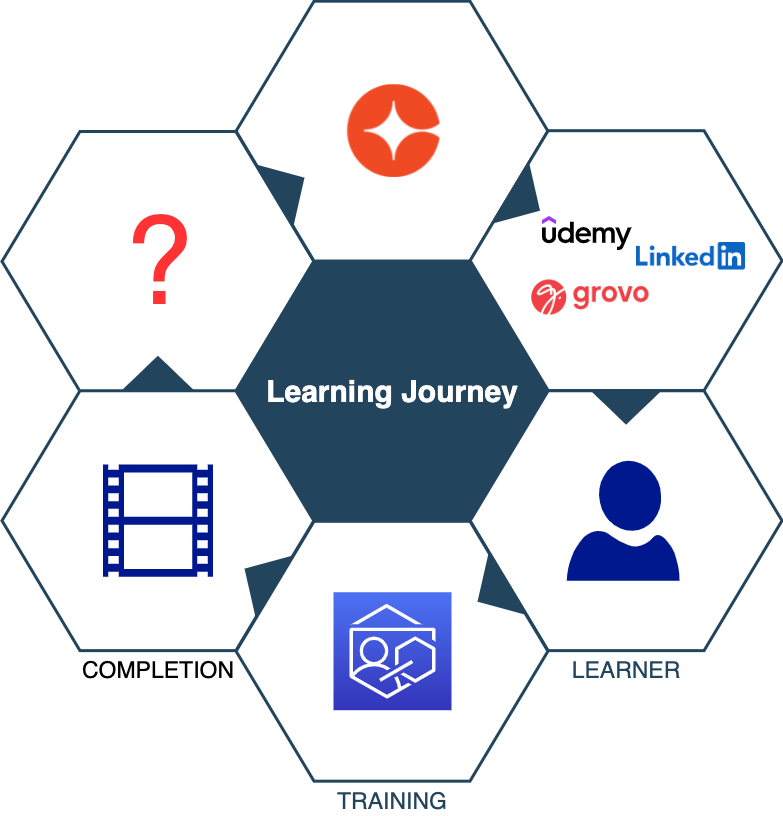 ?
udemy
LinkedIn
grovo
Learning Journey
COMPLETION
LEARNER
TRAINING